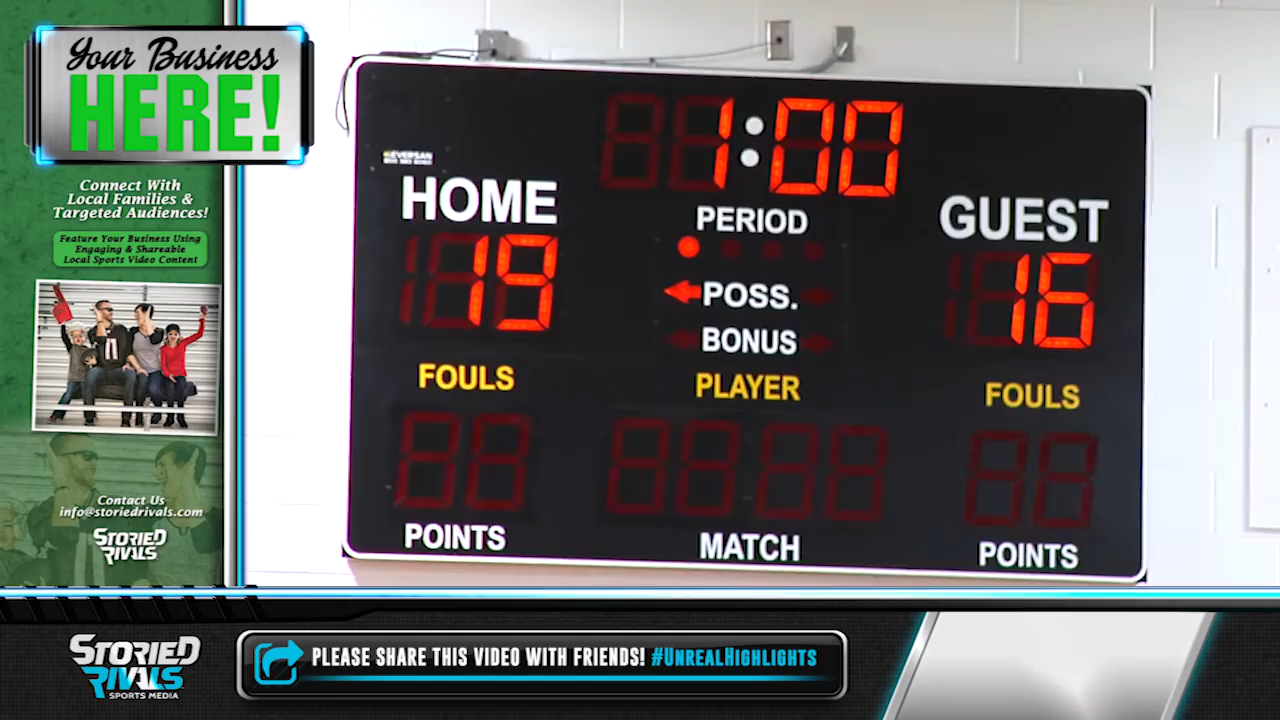 Your Business
HERE!
Connect With
Local Families &
Targeted Audiences!
Feature Your Business Using
Engaging & Shareable
Local Sports Video Content
Contact Us
info@storiedrivals.com
STORIED
RIVALS
1:00
EVERSAN
HOME
PERIOD
GUEST
19
16
POSS.
BONUS
FOULS
PLAYER
FOULS
POINTS
MATCH
POINTS
STORIED
RIVALS
SPORTS MEDIA
PLEASE SHARE THIS VIDEO WITH FRIENDS! #UNREALHIGHLIGHTS